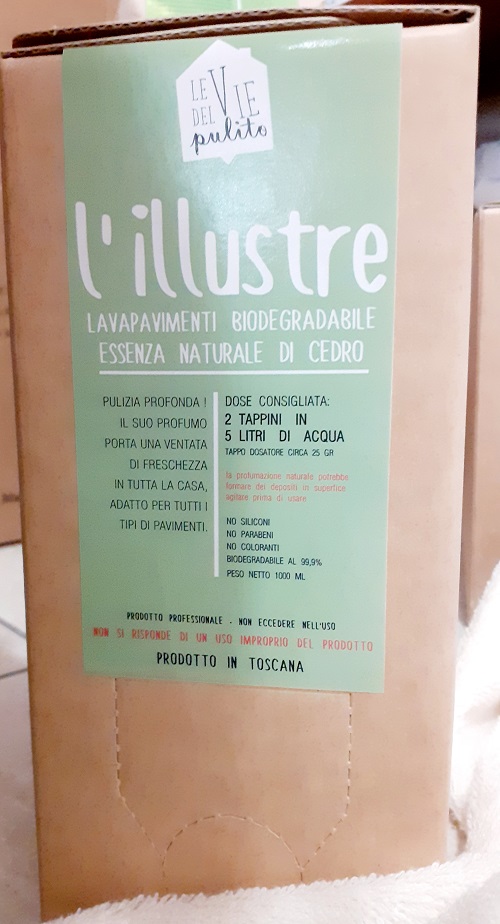 LE VIE
DEL
pulito
l'illustre
LAVAPAVIMENTI BIODEGRADABILE
ESSENZA NATURALE DI CEDRO
PULIZIA PROFONDA !
IL SUO PROFUMO
PORTA UNA VENTATA
DI FRESCHEZZA
IN TUTTA LA CASA,
ADATTO PER TUTTI I
TIPI DI PAVIMENTI.
DOSE CONSIGLIATA:
2 TAPPINI IN
5 LITRI DI ACQUA
TAPPO DOSATORE CIRCA 25 GR
la profumazione naturale potrebbe
formare dei depositi in superfice
agitare prima di usare
NO SILICONI
NO PARABENI
NO COLORANTI
BIODEGRADABILE AL 99,9%
PESO NETTO 1000 ML
PRODOTTO PROFESSIONALE - NON ECCEDERE NELL'USO
NON SI RISPONDE DI UN USO IMPROPRIO DEL PRODOTTO
PRODOTTO IN TOSCANA